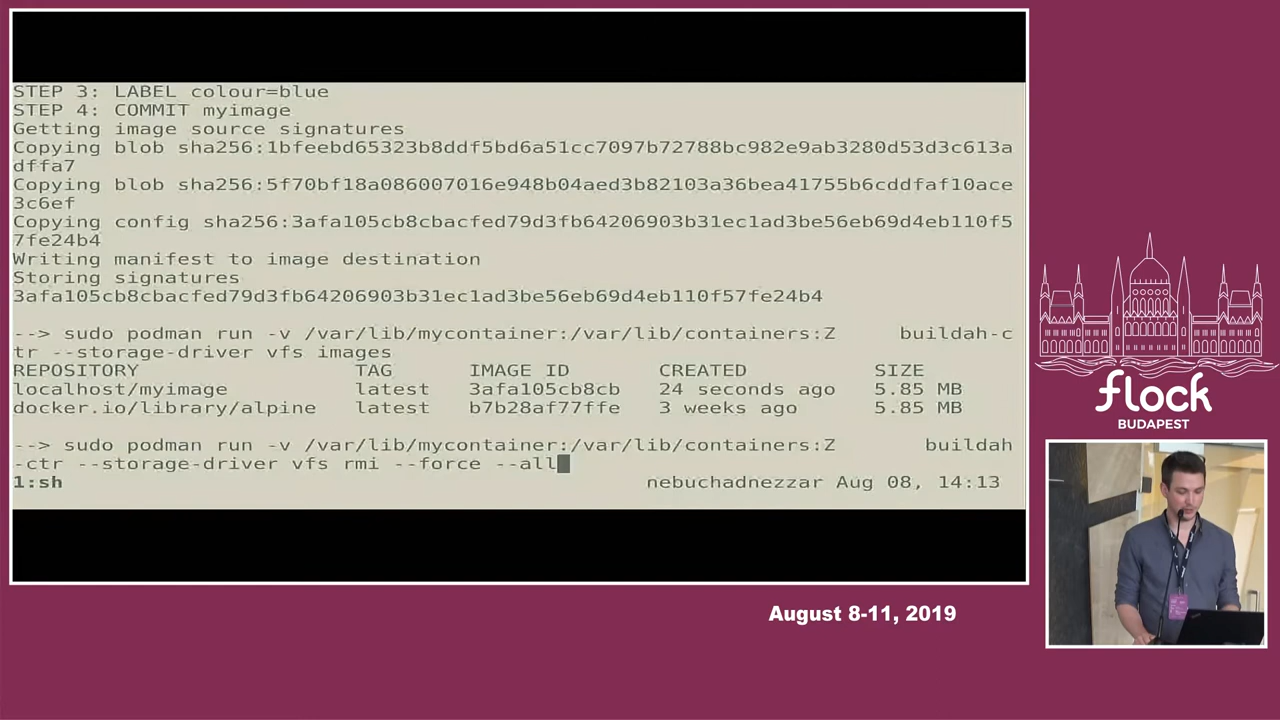 STEP 3: LABEL colour=blue
STEP 4: COMMIT myimage
Getting image source signatures
Copying blob sha256:1bfeebd65323b8ddf5bd6a51cc7097b72788bc982e9ab3280d53d3c613a
dffa7
Copying blob sha256:5f70bf18a086007016e948b04aed3b82103a36bea41755b6cddfaf10ace
3c6ef
Copying config sha256:3afa105cb8cbacfed79d3fb64206903b31ec1ad3be56eb69d4eb110f5
7fe24b4
Writing manifest to image destination
Storing signatures
3afa105cb8cbacfed79d3fb64206903b31ec1ad3be56eb69d4eb110f57fe24b4
--> sudo podman run -v /var/lib/mycontainer:/var/lib/containers:Z buildah-c
tr --storage-driver vfs images
REPOSITORY TAG IMAGE ID CREATED SIZE
localhost/myimage latest 3afa105cb8cb 24 seconds ago 5.85 MB
docker.io/library/alpine latest b7b28af77ffe 3 weeks ago 5.85 MB
--> sudo podman run -v /var/lib/mycontainer:/var/lib/containers:Z buildah
-ctr --storage-driver vfs rmi --force --all
1:sh nebuchadnezzar Aug 08, 14:13
flock
BUDAPEST
August 8-11, 2019